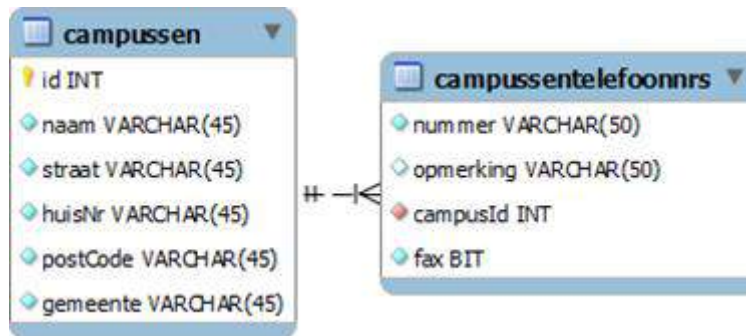 campussen
id INT
naam VARCHAR(45)
straat VARCHAR(45)
huisNr VARCHAR(45)
postCode VARCHAR(45)
gemeente VARCHAR(45)
campussentelefoonnrs
nummer VARCHAR(50)
opmerking VARCHAR(50)
campusId INT
fax BIT